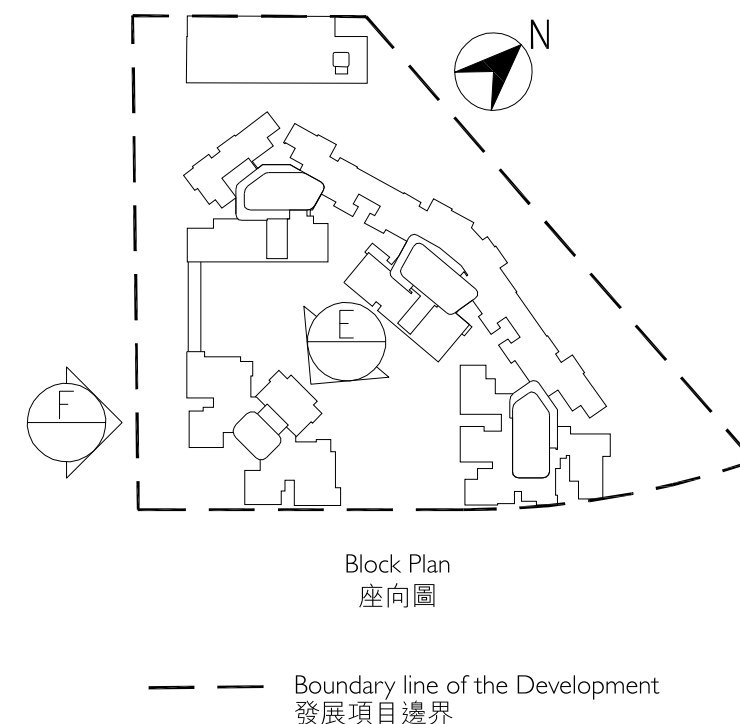 N
E
F
Block Plan
座向圖
Boundary line of the Development
發展項目邊界